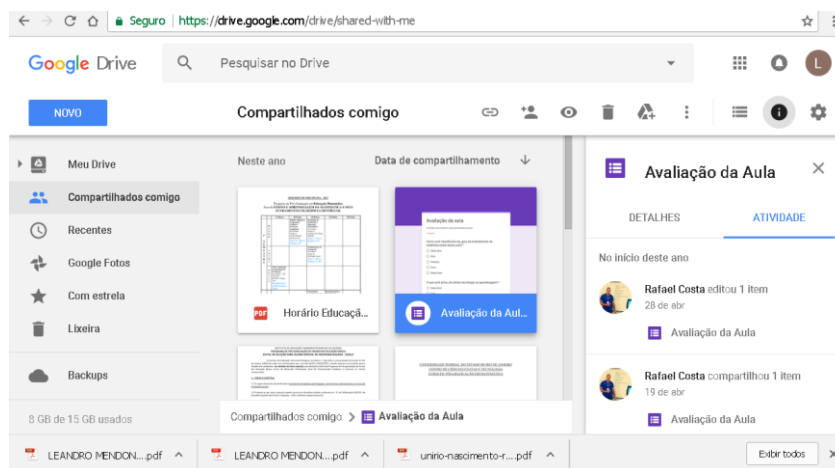 Seguro | https://drive.google.com/drive/shared-with-me
Google Drive
Pesquisar no Drive
L
NOVO
Compartilhados comigo
Meu Drive
Compartilhados comigo
Recentes
Google Fotos
Com estrela
Lixeira
Backups
8 GB de 15 GB usados
Neste ano
Data de compartilhamento
Avaliação da aula
PDF Horário Educaçã...
Avaliação da Aul...
Compartilhados comigo > Avaliação da Aula
Avaliação da Aula
DETALHES
ATIVIDADE
No início deste ano
Rafael Costa editou 1 item
28 de abr
Avaliação da Aula
Rafael Costa compartilhou 1 item
19 de abr
Avaliação da Aula
LEANDRO MENDON....pdf
LEANDRO MENDON....pdf
unirio-nascimento-r....pdf
Exibir todos